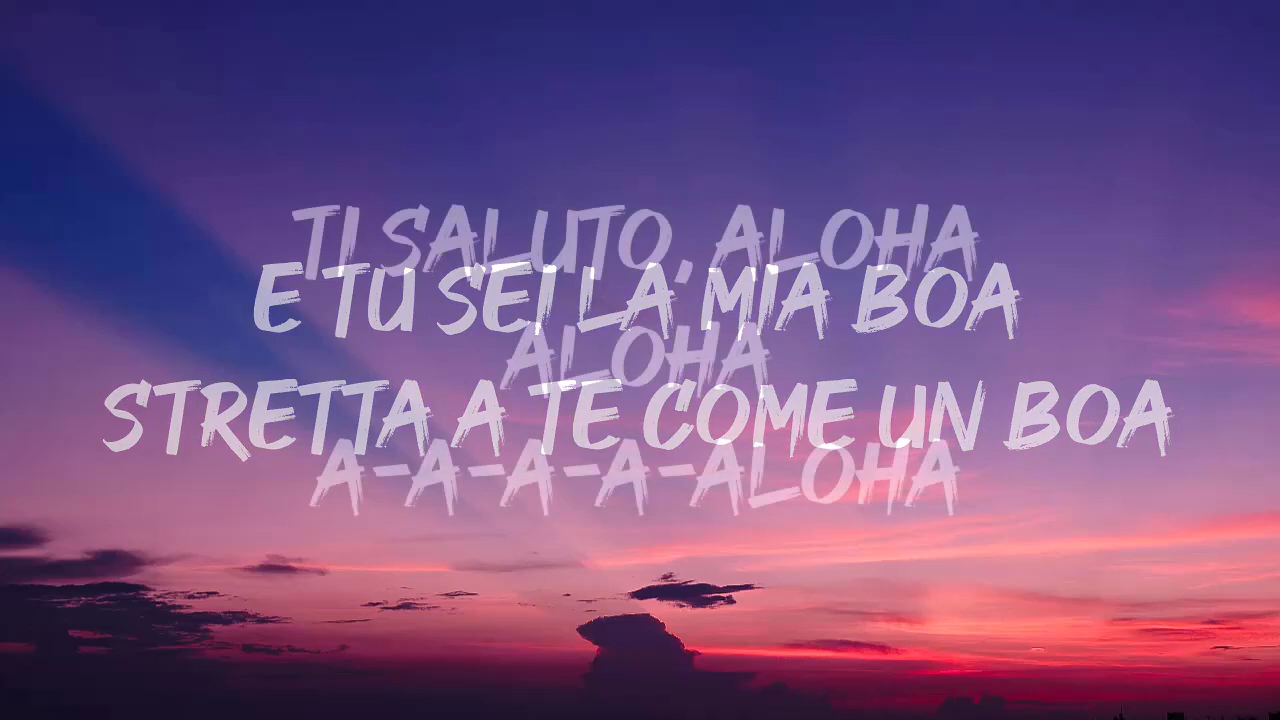 TI SALUTO, ALOHA
E TU SEI LA MIA BOA
ALOHA
STRETTA A TE COME UN BOA
A-A-A-A-ALOHA